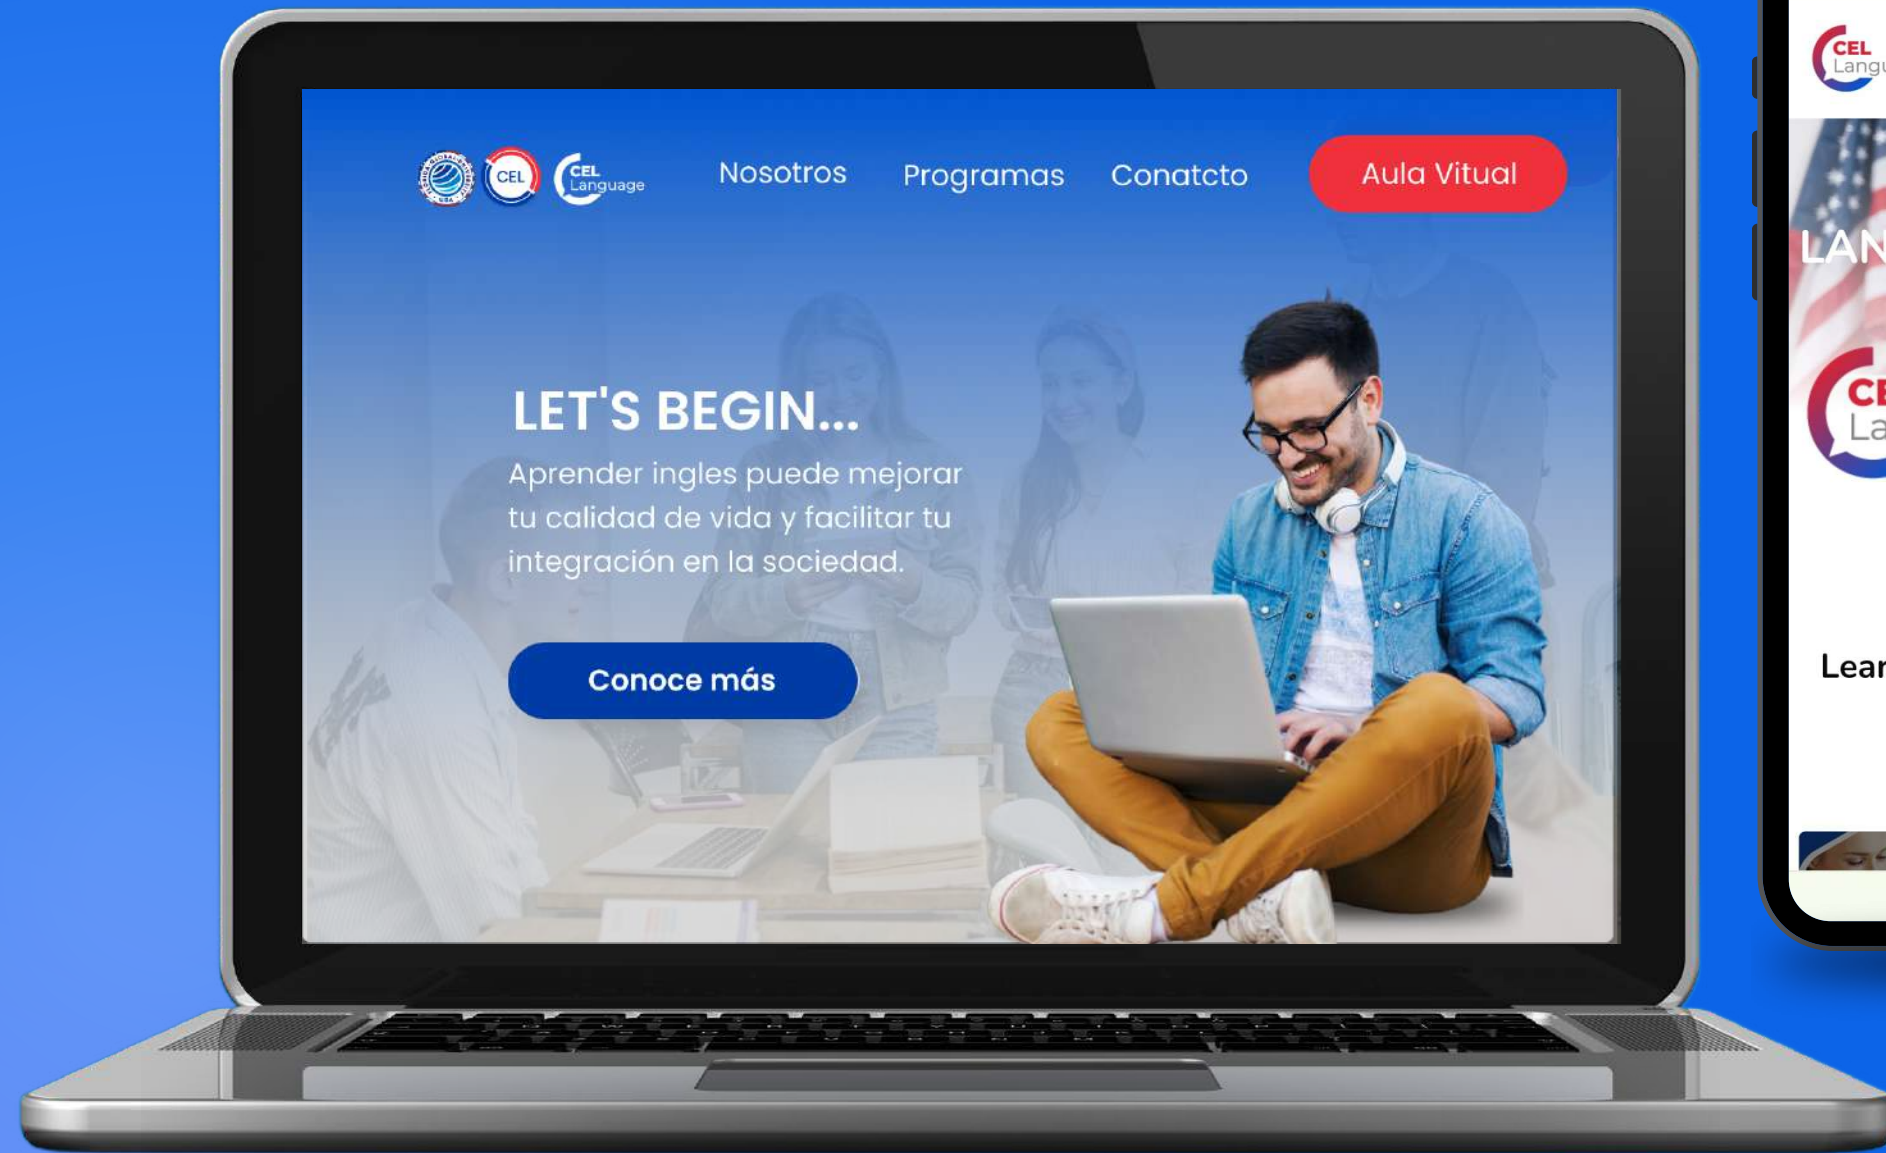 CEL
CEL
Language
Nosotros
Programas
Conatcto
Aula Vitual
LET'S BEGIN...
Aprender ingles puede mejorar
tu calidad de vida y facilitar tu
integración en la sociedad.
Conoce más
CEL